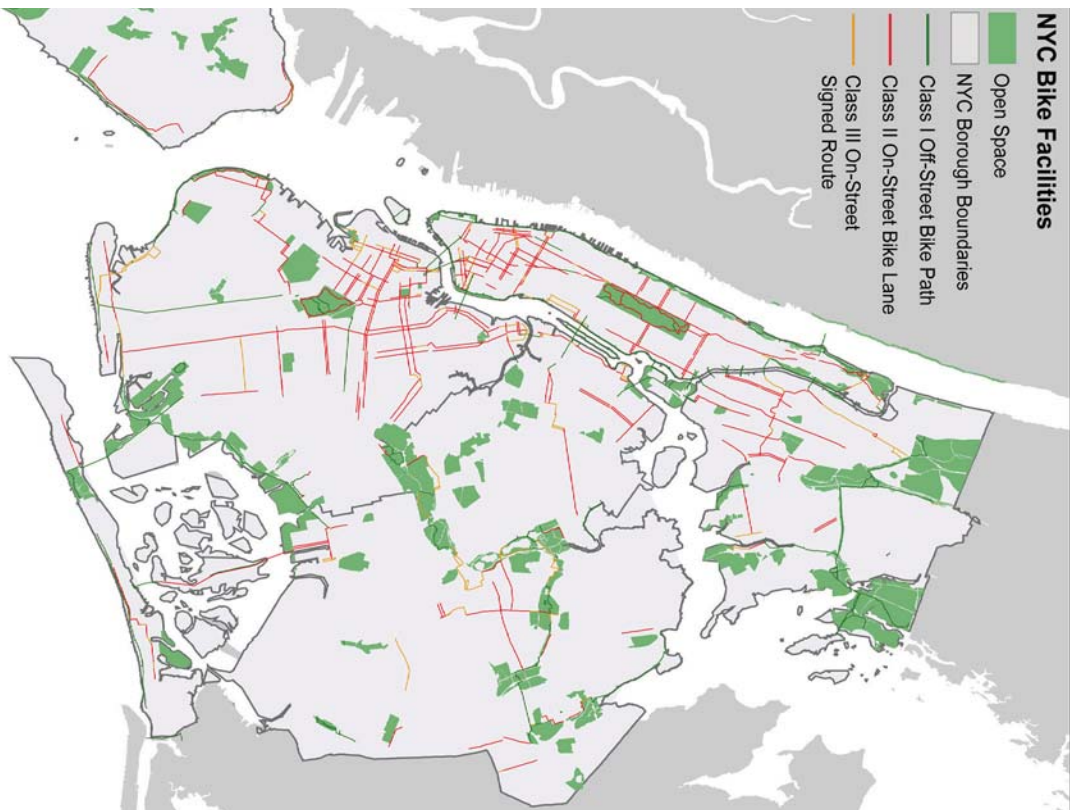 NYC Bike Facilities
Open Space
NYC Borough Boundaries
Class I Off-Street Bike Path
Class II On-Street Bike Lane
Class III On-Street
Signed Route